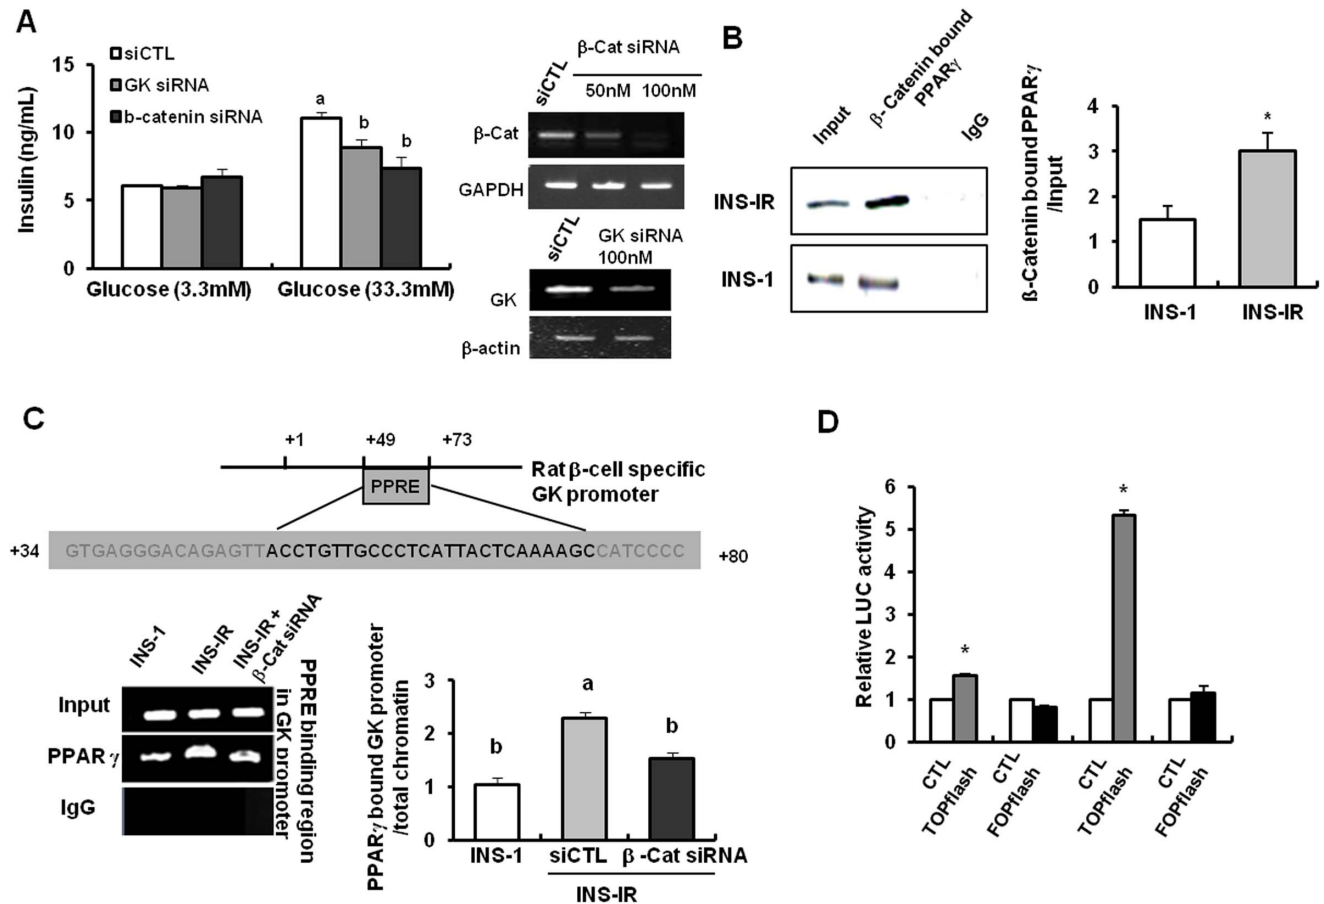 A
siCTL
GK siRNA
b-catenin siRNA
Insulin (ng/mL)
15
10
5
0
a
b
b
Glucose (3.3mM)
Glucose (33.3mM)
β-Cat siRNA
siCTL
50nM
100nM
β-Cat
GAPDH
siCTL
GK siRNA
100nM
GK
β-actin
B
Input
β- Catenin bound
PPARγ
IgG
INS-IR
INS-1
ß-Catenin bound PPARγ
/Input
4
3
2
1
0
*
INS-1
INS-IR
C
+1
+49
+73
PPRE
Rat β-cell specific
GK promoter
+34
GTGAGGGACAGAGTTACCTGTTGCCCTCATTACTCAAAAGCCATCCCC
+80
INS-1
INS-IR
INS-IR +
β-Cat siRNA
Input
PPARγ
IgG
PPRE binding region
in GK promoter
PPARγ bound GK promoter
/total chromatin
3
2
1
0
b
a
b
INS-1
siCTL
β -Cat siRNA
INS-IR
D
Relative LUC activity
6
5
4
3
2
1
0
*
*
CTL
TOPflash
CTL
FOPflash
CTL
TOPflash
CTL
FOPflash